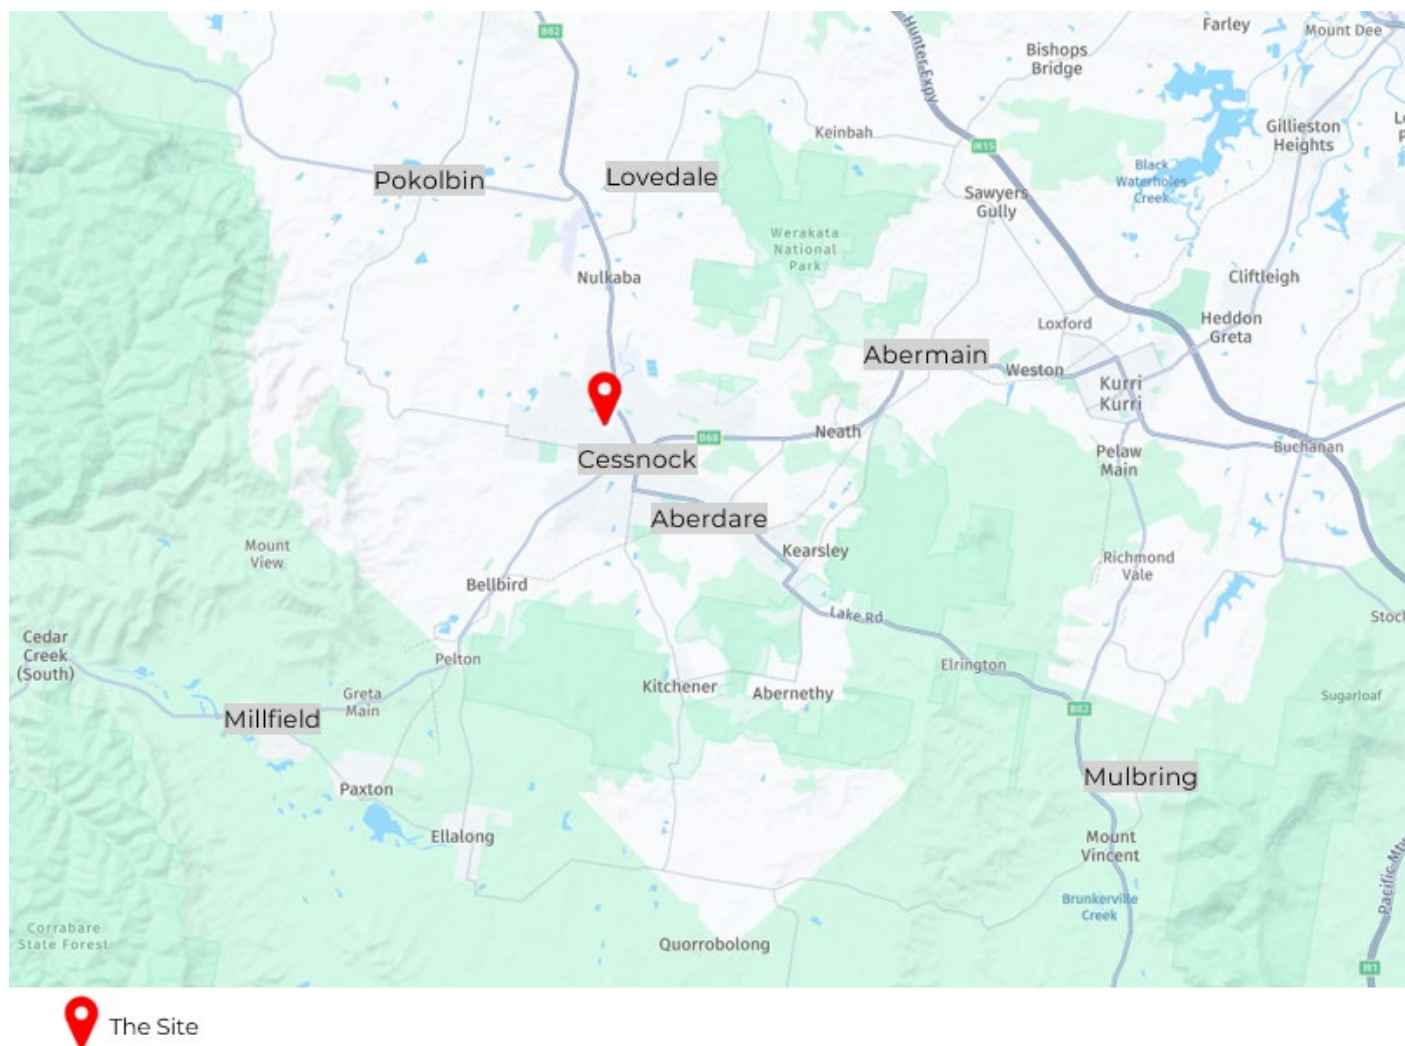 B82
Hunter Expy
Farley
Mount Dee
Bishops
Bridge
Keinbah
M15
Gillieston
Heights
Pokolbin
Lovedale
Black
Waterholes
Creek
Sawyers
Gully
Werakata
National
Park
Nulkaba
Cliftleigh
Loxford
Heddon
Greta
Abermain
Weston
Kurri
Kurri
Neath
B68
Cessnock
Buchanan
Pelaw
Main
Aberdare
Mount
View
Kearsley
Richmond
Vale
Bellbird
Lake Rd
Cedar
Creek
(South)
Pelton
Elrington
Kitchener
Abernethy
Greta
Main
Sugarloaf
B82
Millfield
Mulbring
Paxton
Ellalong
Mount
Vincent
Brunkerville
Creek
Pacific
Corrabare
State Forest
Quorrobolong
M1
The Site